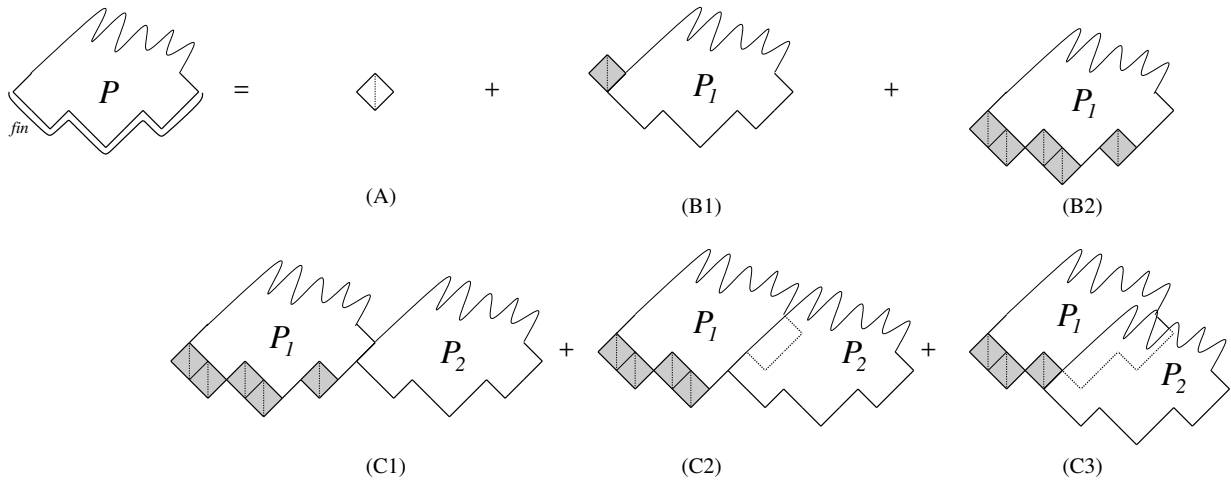 P = + P₁ + P₁
fin
(A) (B1) (B2)
P₁ P₂ + P₁ P₂ + P₁ P₂
(C1) (C2) (C3)